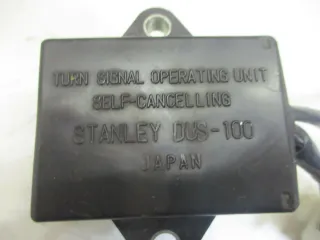 TURN SIGNAL OPERATING UNIT
SELF-CANCELLING
STANLEY DUS-100
JAPAN